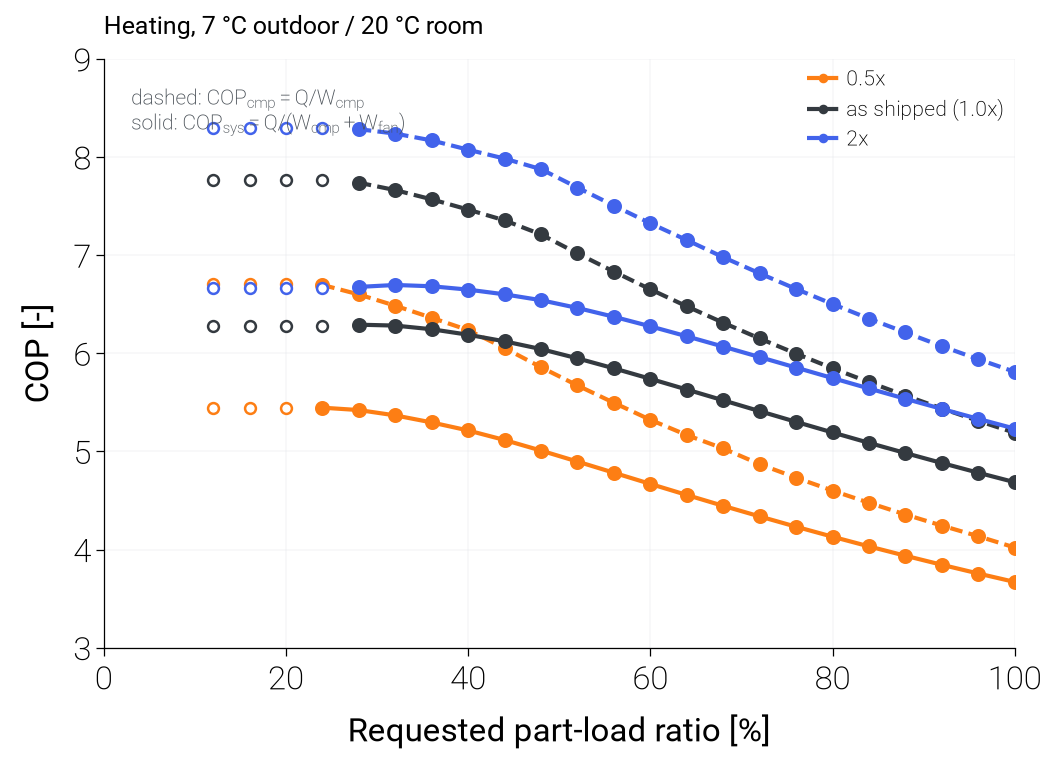 Heating, 7 °C outdoor / 20 °C room
9
8
7
6
5
4
3
COP [-]
dashed: COPcmp = Q/Wcmp
solid: COPsys = Q/(Wcmp + Wfan)
0.5x
as shipped (1.0x)
2x
0 20 40 60 80 100
Requested part-load ratio [%]